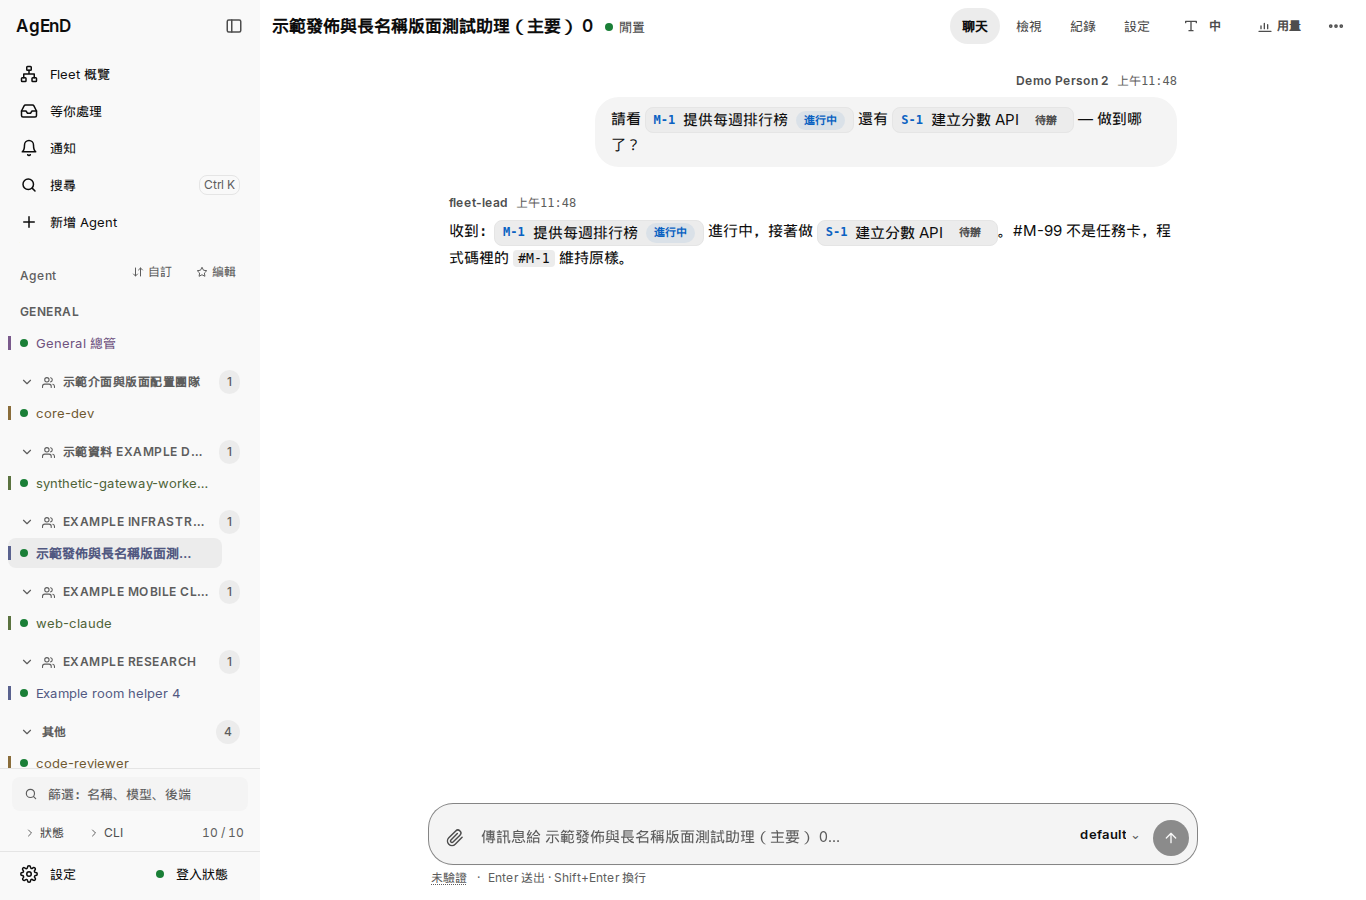 AgEnD
Fleet 概覽
等你處理
通知
搜尋 Ctrl K
新增 Agent
Agent 自訂 編輯
GENERAL
General 總管
示範介面與版面配置團隊 1
core-dev
示範資料 EXAMPLE D... 1
synthetic-gateway-worke...
EXAMPLE INFRASTR... 1
示範發佈與長名稱版面測...
EXAMPLE MOBILE CL... 1
web-claude
EXAMPLE RESEARCH 1
Example room helper 4
其他 4
code-reviewer
篩選：名稱、模型、後端
狀態 CLI 10 / 10
設定 登入狀態
示範發佈與長名稱版面測試助理（主要）0 閒置
聊天 檢視 紀錄 設定 中 用量
Demo Person 2 上午11:48
請看 M-1 提供每週排行榜 進行中 還有 S-1 建立分數 API 待辦 — 做到哪
了？
fleet-lead 上午11:48
收到：M-1 提供每週排行榜 進行中 進行中，接著做 S-1 建立分數 API 待辦。#M-99 不是任務卡，程
式碼裡的 #M-1 維持原樣。
傳訊息給 示範發佈與長名稱版面測試助理（主要）0... default
未驗證 · Enter 送出 · Shift+Enter 換行